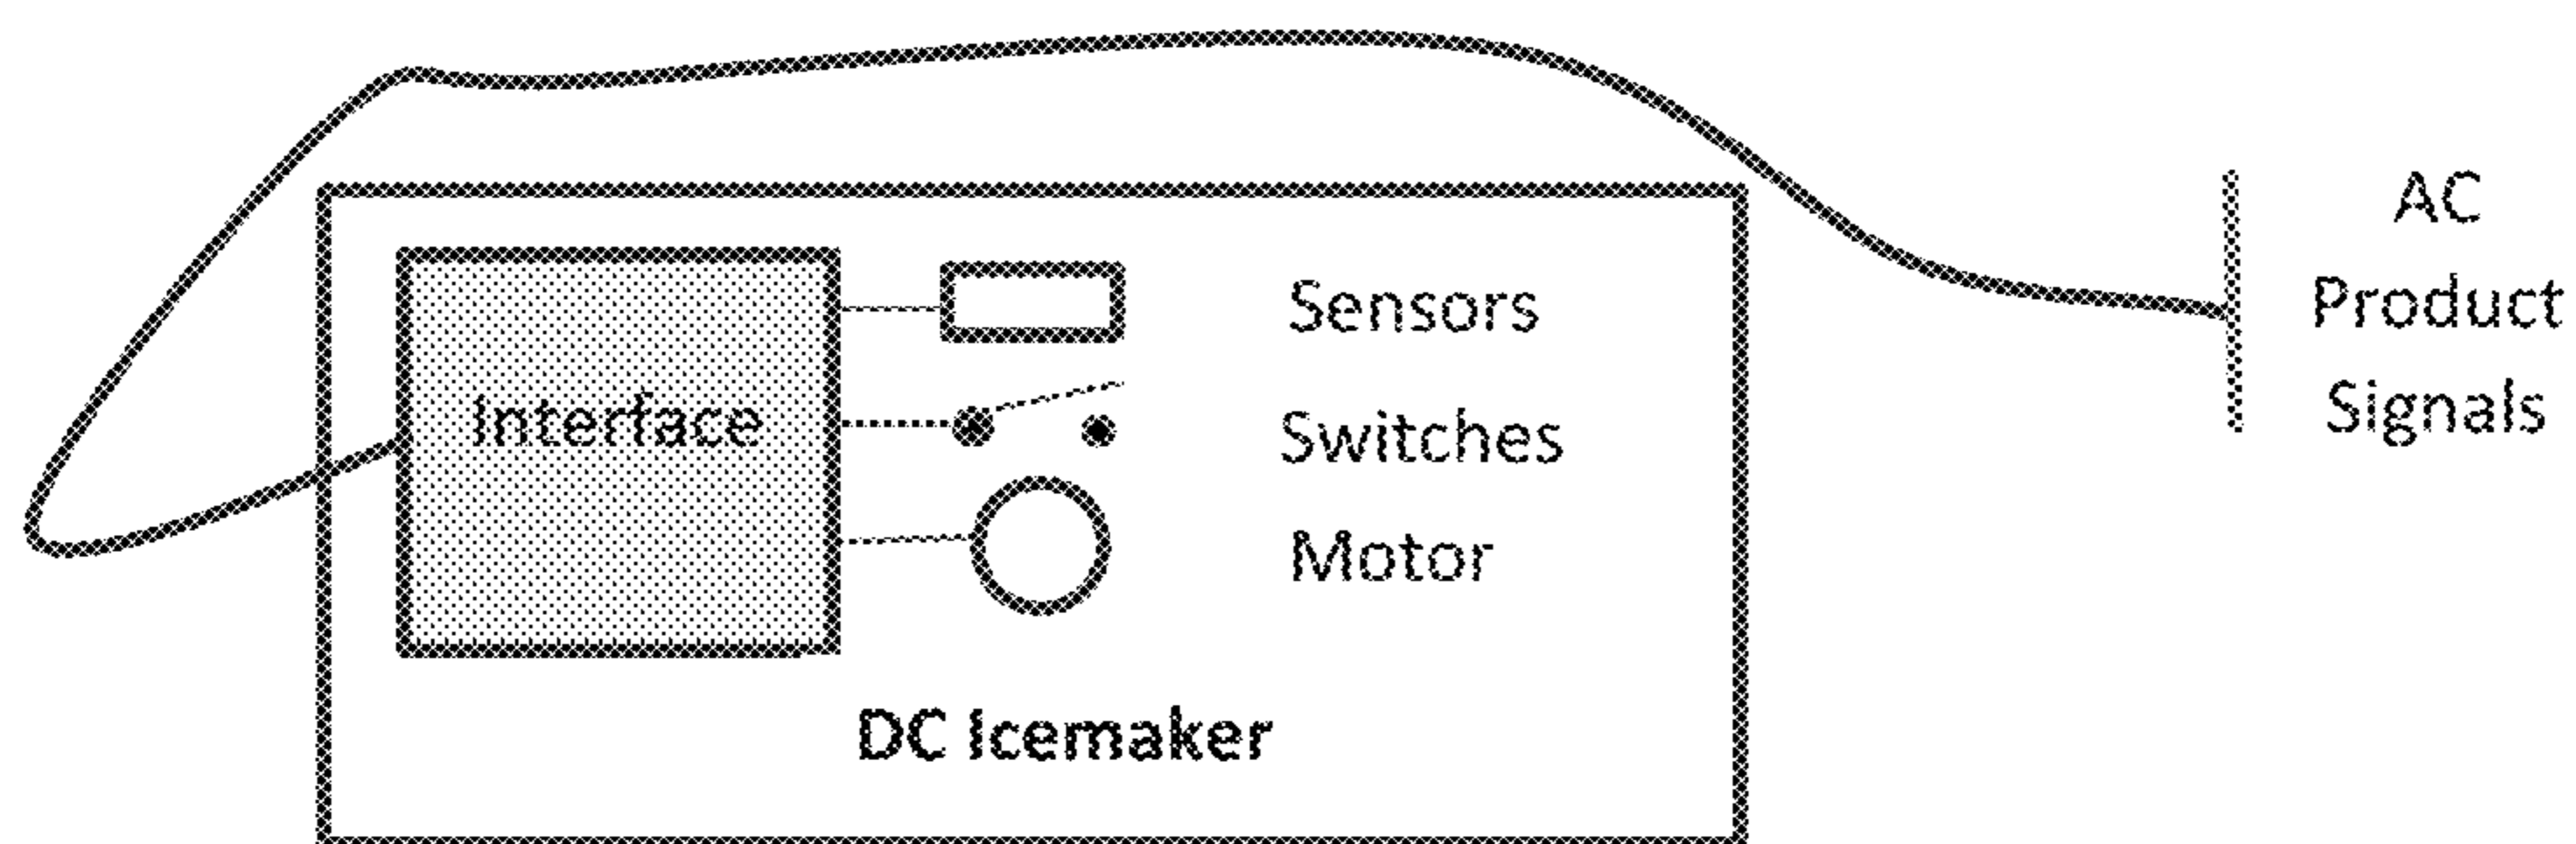 Interface
Sensors
Switches
Motor
DC Icemaker
AC
Product
Signals